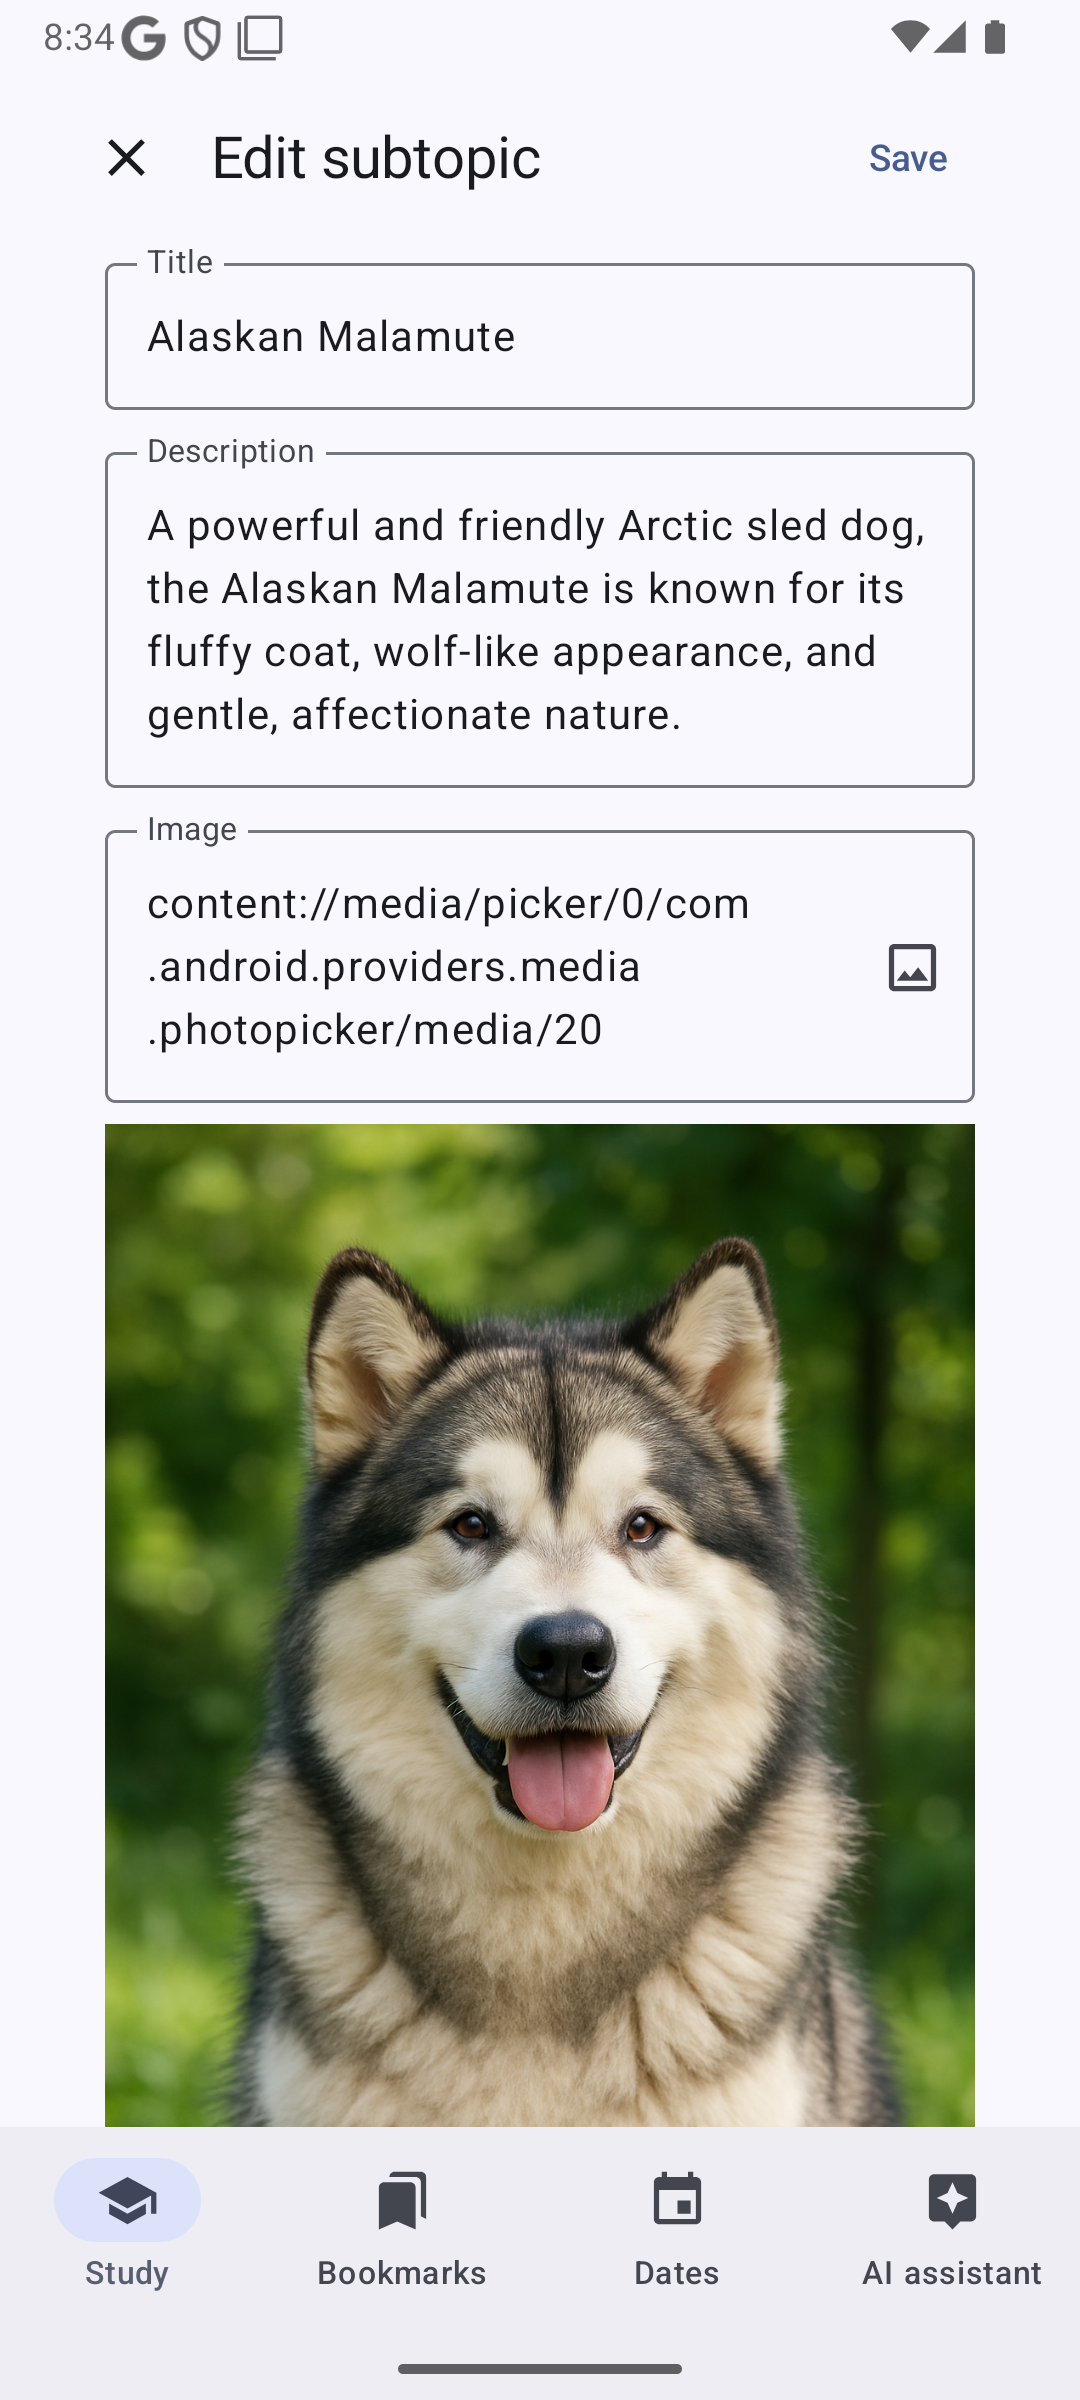 8:34
Edit subtopic
Save
Title
Alaskan Malamute
Description
A powerful and friendly Arctic sled dog,
the Alaskan Malamute is known for its
fluffy coat, wolf-like appearance, and
gentle, affectionate nature.
Image
content://media/picker/0/com
.android.providers.media
.photopicker/media/20
Study
Bookmarks
Dates
AI assistant